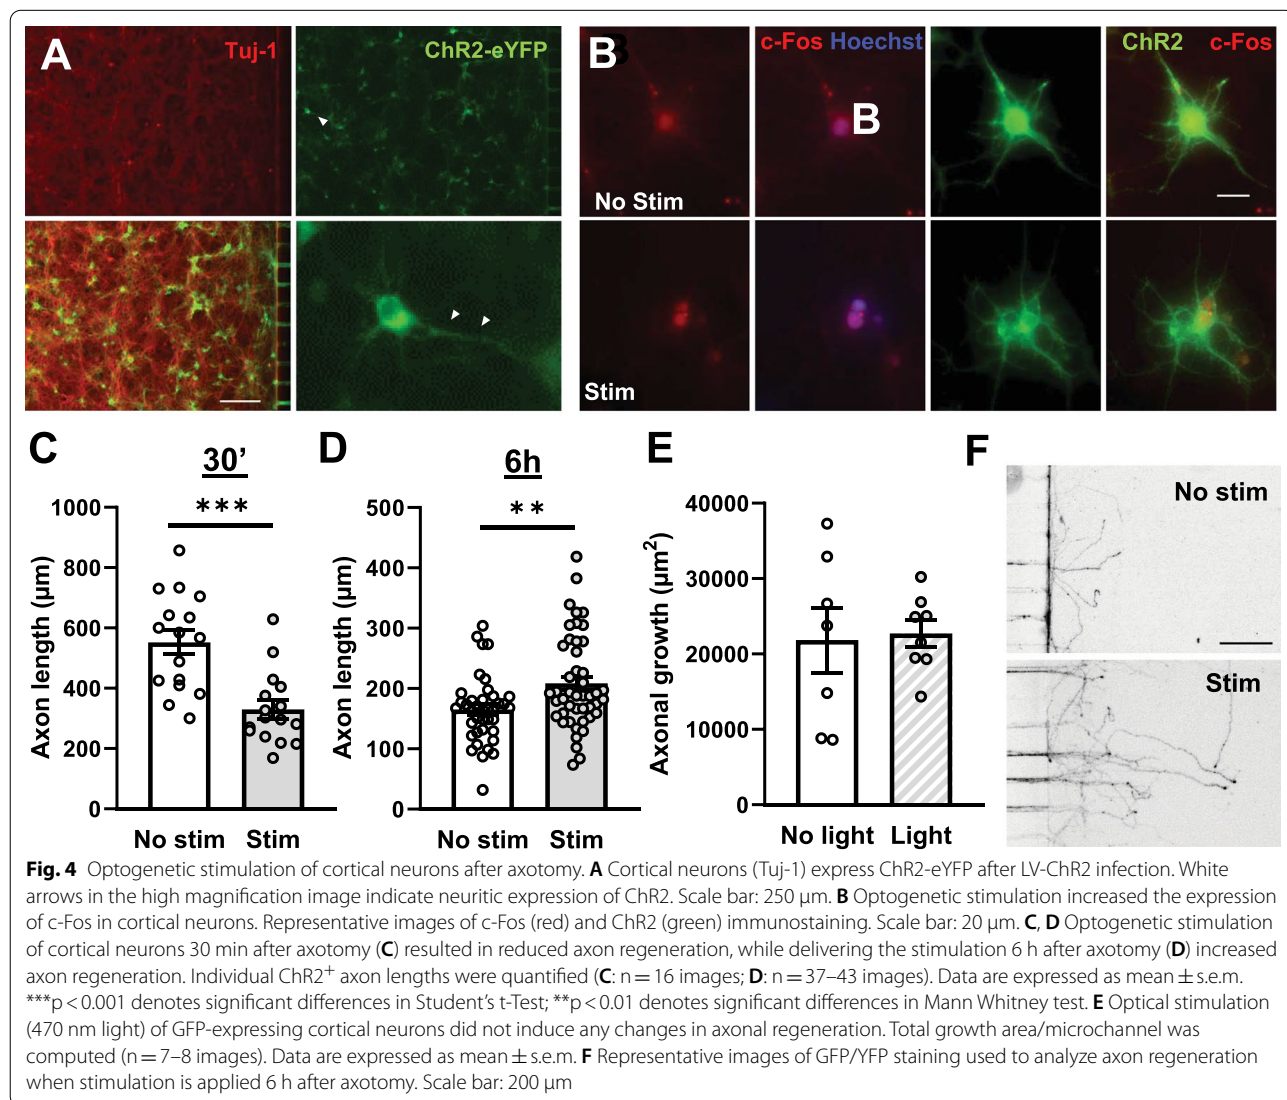 A
Tuj-1
ChR2-eYFP
B
c-Fos Hoechst
ChR2 c-Fos
B
B
No Stim
Stim
C
30’
***
Axon length (µm)
1000
800
600
400
200
0
No stim Stim
D
6h
**
Axon length (µm)
500
400
300
200
100
0
No stim Stim
E
Axonal growth (µm²)
40000
30000
20000
10000
0
No light Light
F
No stim
Stim
Fig. 4 Optogenetic stimulation of cortical neurons after axotomy. A Cortical neurons (Tuj-1) express ChR2-eYFP after LV-ChR2 infection. White
arrows in the high magnification image indicate neuritic expression of ChR2. Scale bar: 250 µm. B Optogenetic stimulation increased the expression
of c-Fos in cortical neurons. Representative images of c-Fos (red) and ChR2 (green) immunostaining. Scale bar: 20 µm. C, D Optogenetic stimulation
of cortical neurons 30 min after axotomy (C) resulted in reduced axon regeneration, while delivering the stimulation 6 h after axotomy (D) increased
axon regeneration. Individual ChR2⁺ axon lengths were quantified (C: n = 16 images; D: n = 37–43 images). Data are expressed as mean ± s.e.m.
***p < 0.001 denotes significant differences in Student’s t-Test; **p < 0.01 denotes significant differences in Mann Whitney test. E Optical stimulation
(470 nm light) of GFP-expressing cortical neurons did not induce any changes in axonal regeneration. Total growth area/microchannel was
computed (n = 7–8 images). Data are expressed as mean ± s.e.m. F Representative images of GFP/YFP staining used to analyze axon regeneration
when stimulation is applied 6 h after axotomy. Scale bar: 200 µm